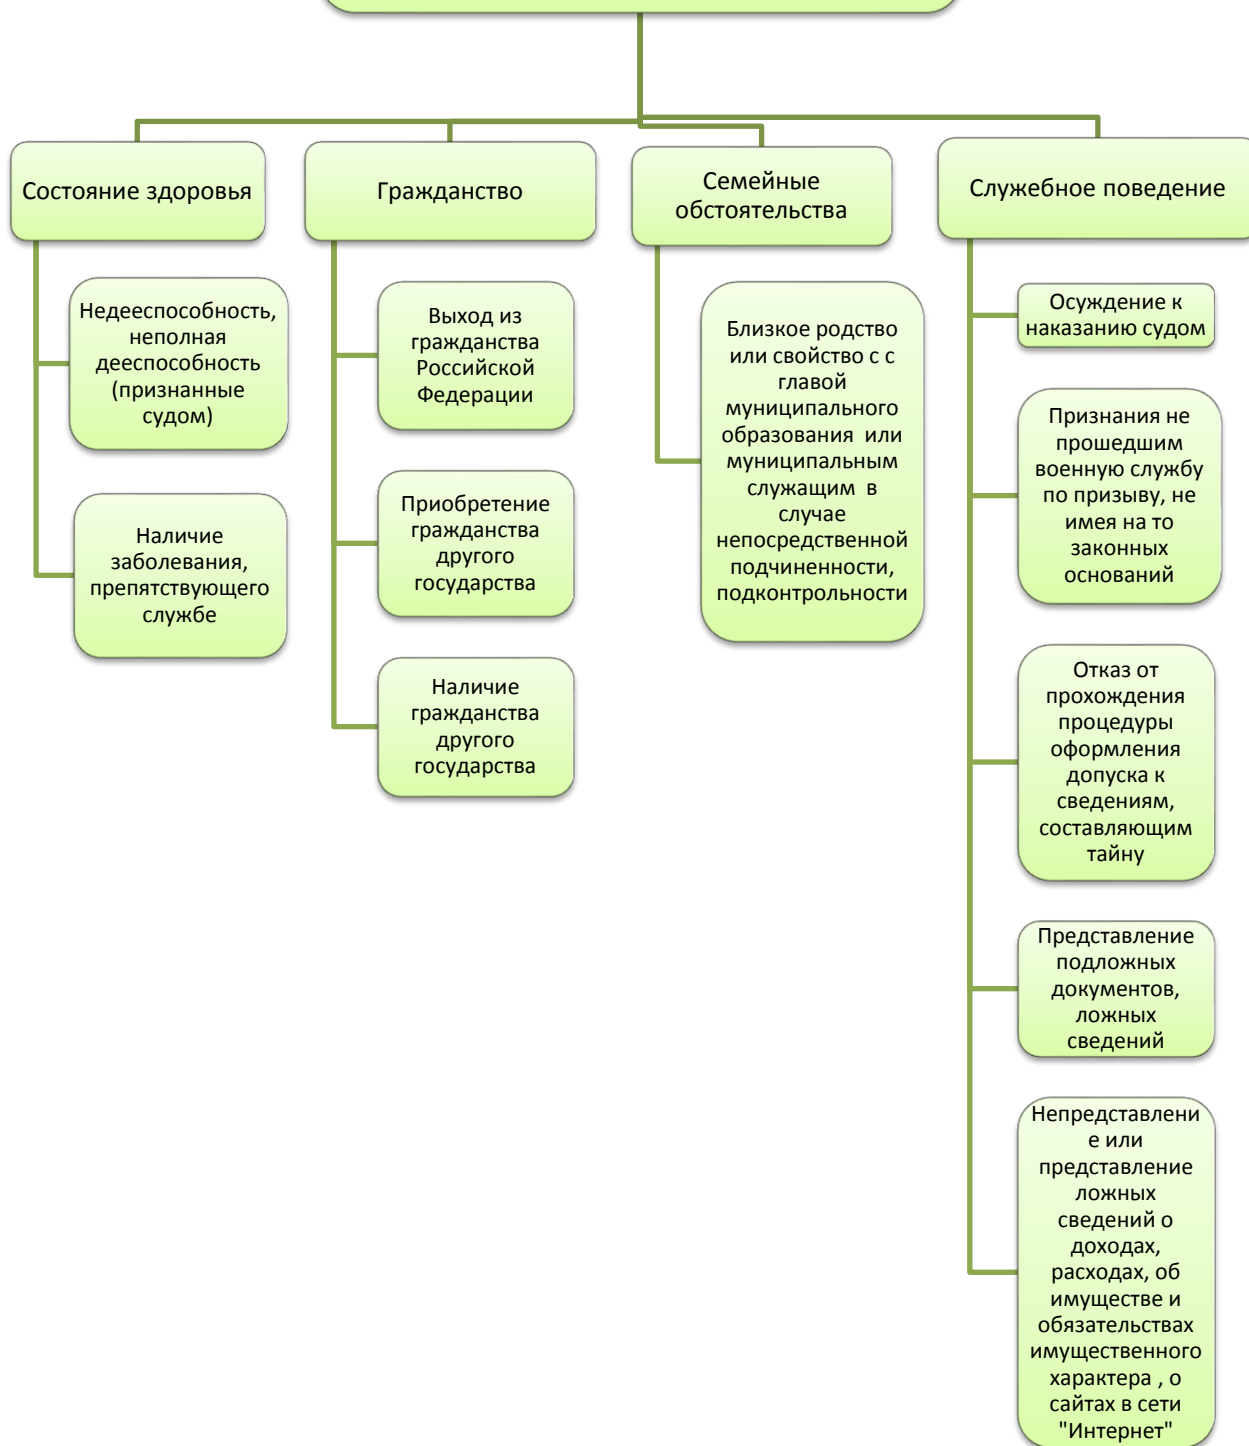 Состояние здоровья
Недееспособность,
неполная
дееспособность
(признанные
судом)
Наличие
заболевания,
препятствующего
службе
Гражданство
Выход из
гражданства
Российской
Федерации
Приобретение
гражданства
другого
государства
Наличие
гражданства
другого
государства
Семейные
обстоятельства
Близкое родство
или свойство с с
главой
муниципального
образования или
муниципальным
служащим в
случае
непосредственной
подчиненности,
подконтрольности
Служебное поведение
Осуждение к
наказанию судом
Признания не
прошедшим
военную службу
по призыву, не
имея на то
законных
оснований
Отказ от
прохождения
процедуры
оформления
допуска к
сведениям,
составляющим
тайну
Представление
подложных
документов,
ложных
сведений
Непредставлени
е или
представление
ложных
сведений о
доходах,
расходах, об
имуществе и
обязательствах
имущественного
характера , о
сайтах в сети
"Интернет"